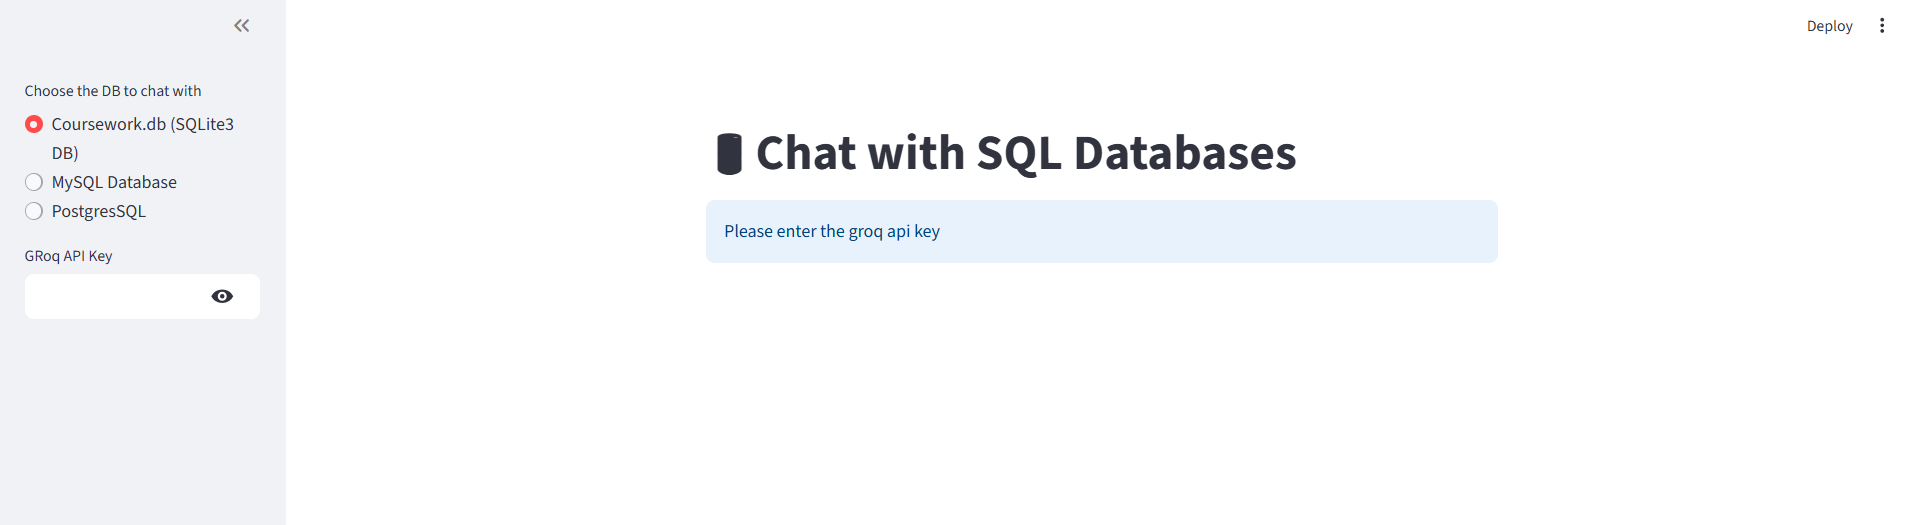 Deploy
Choose the DB to chat with
Coursework.db (SQLite3
DB)
MySQL Database
PostgresSQL
GRoq API Key
Chat with SQL Databases
Please enter the groq api key